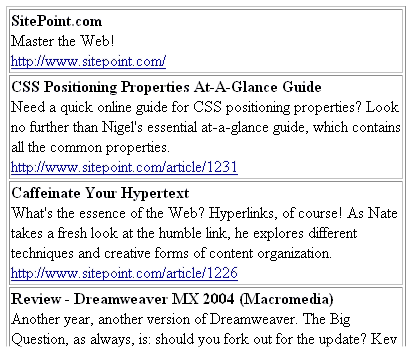 SitePoint.com
Master the Web!
http://www.sitepoint.com/
CSS Positioning Properties At-A-Glance Guide
Need a quick online guide for CSS positioning properties? Look
no further than Nigel's essential at-a-glance guide, which contains
all the common properties.
http://www.sitepoint.com/article/1231
Caffeinate Your Hypertext
What's the essence of the Web? Hyperlinks, of course! As Nate
takes a fresh look at the humble link, he explores different
techniques and creative forms of content organization.
http://www.sitepoint.com/article/1226
Review - Dreamweaver MX 2004 (Macromedia)
Another year, another version of Dreamweaver. The Big
Question, as always, is: should you fork out for the update? Kev